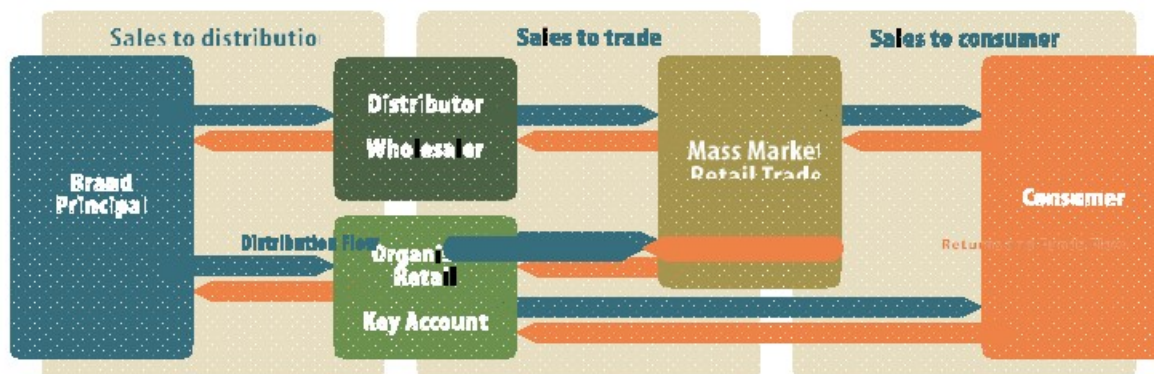 Sales to distributio
Sales to trade
Sales to consumer
Brand
Principal
Distributor
Wholesaler
Mass Market
Retail Trade
Consumer
Distribution Flow
Organi
Retail
Key Account